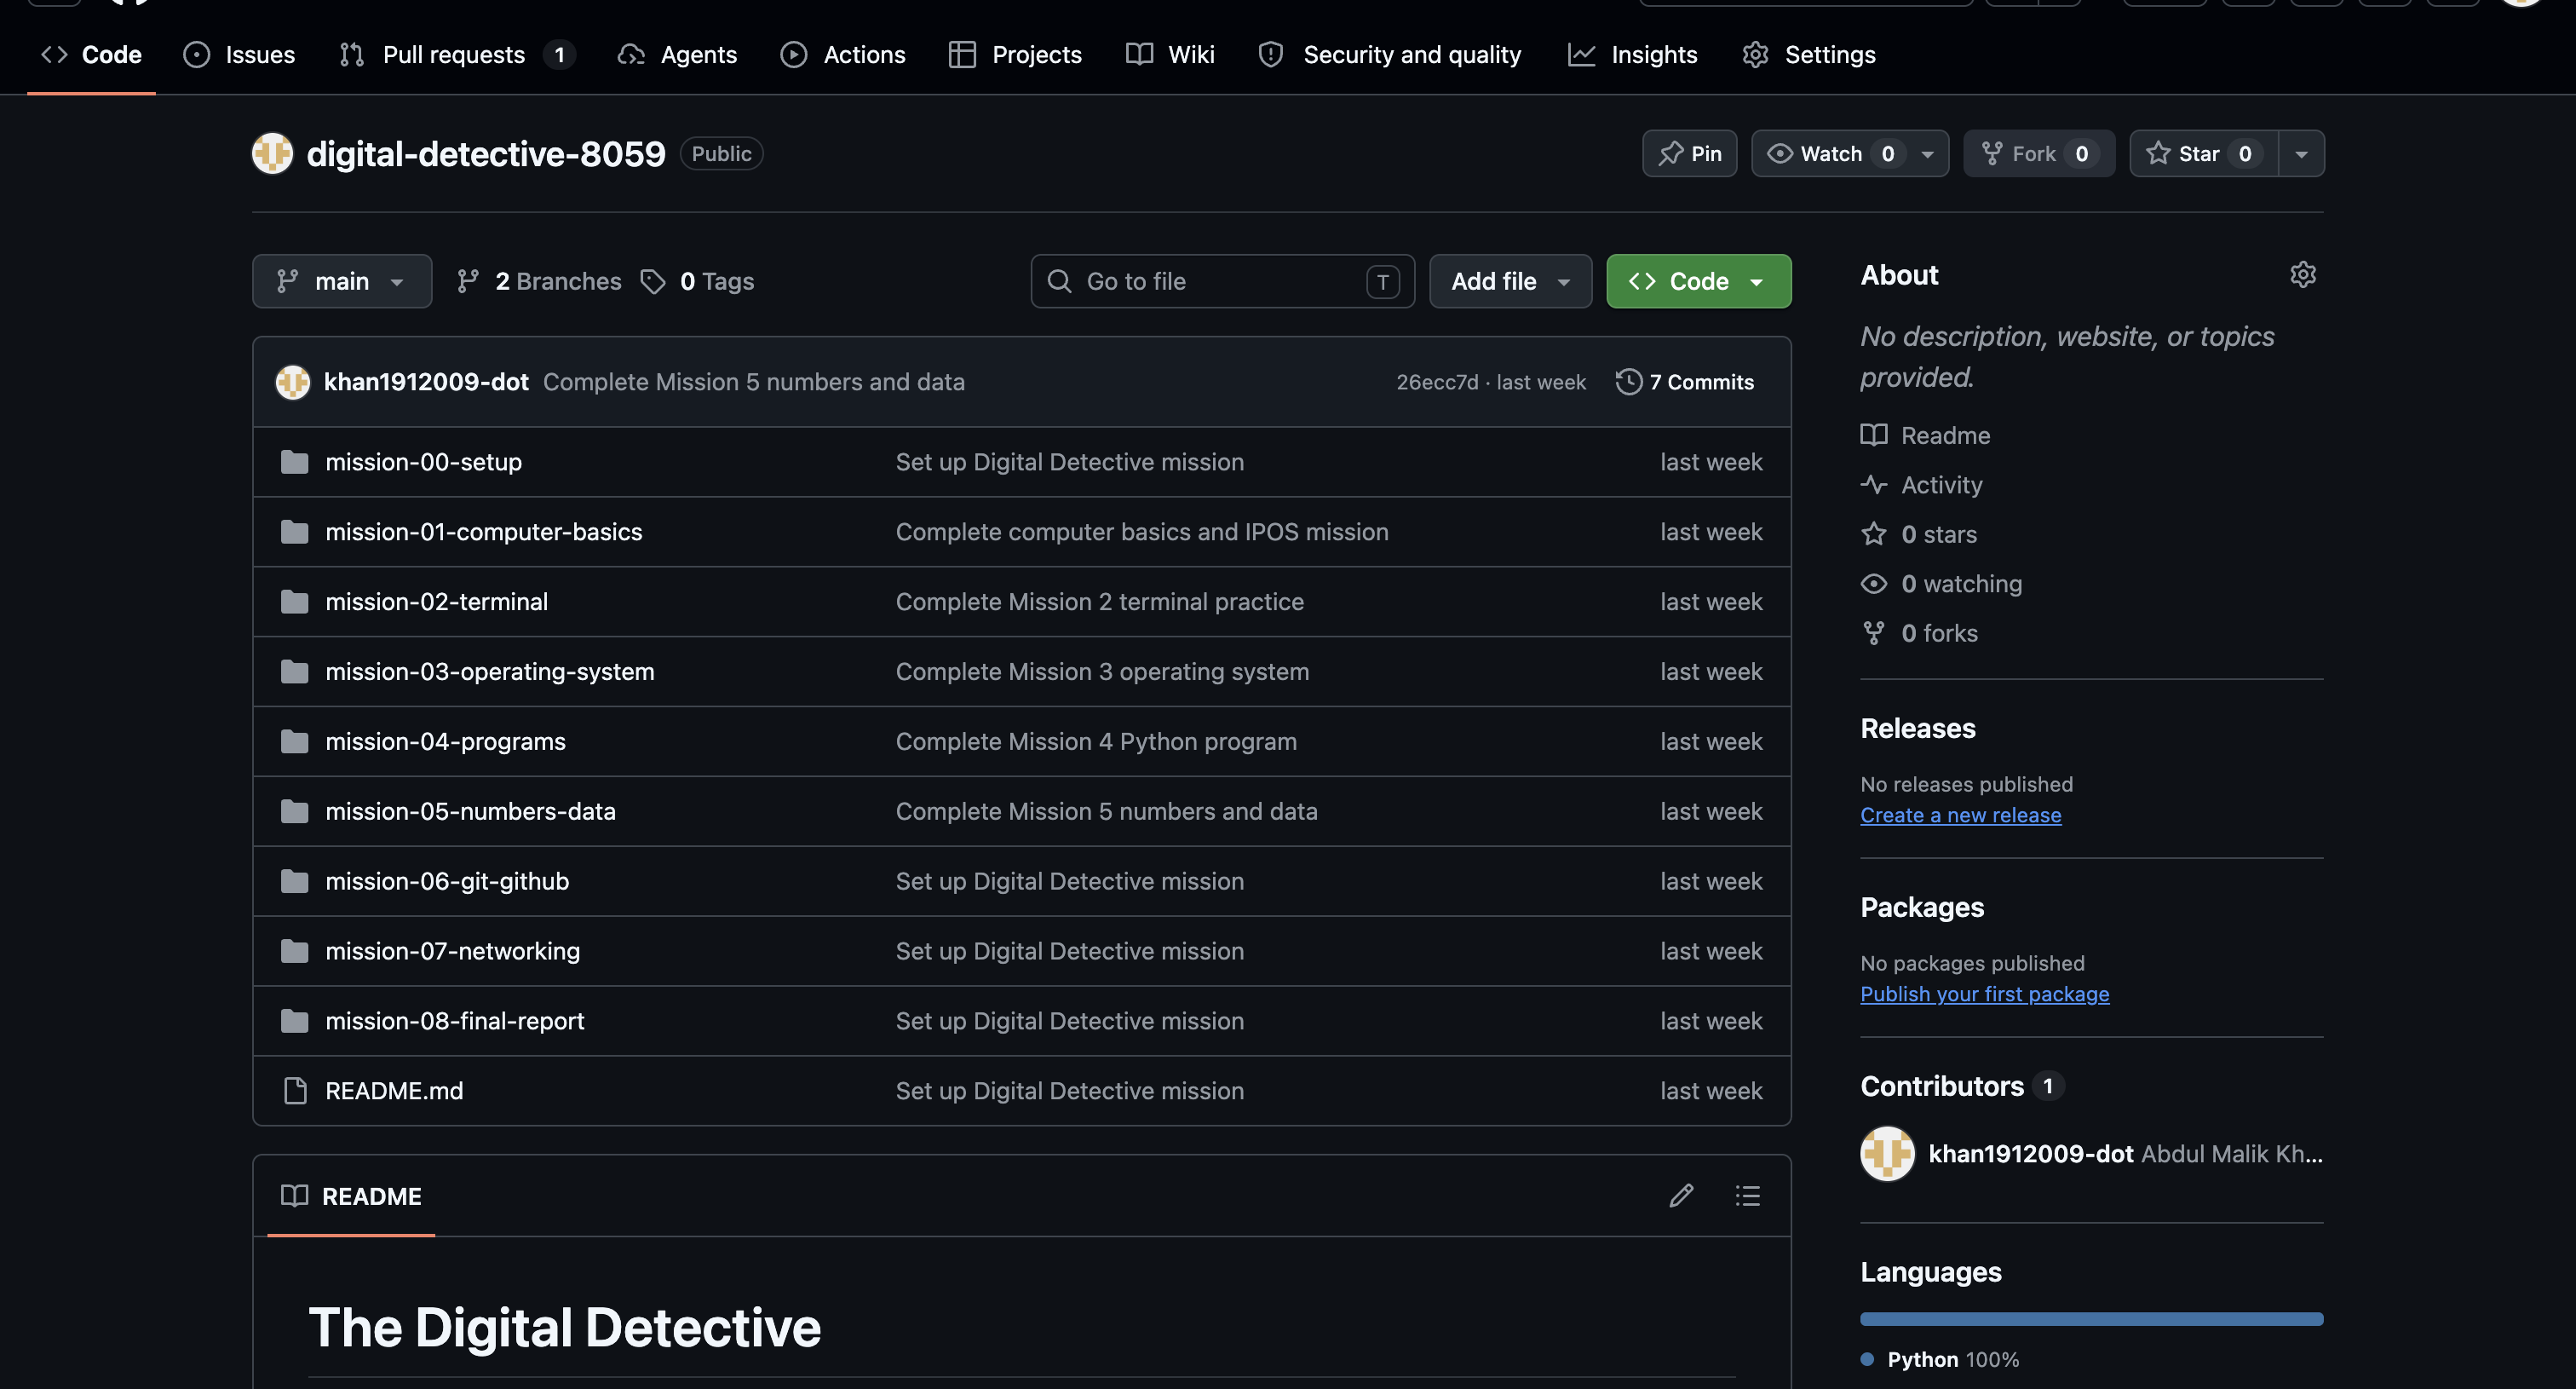 Code Issues Pull requests 1 Agents Actions Projects Wiki Security and quality Insights Settings
digital-detective-8059 Public Pin Watch 0 Fork 0 Star 0
main 2 Branches 0 Tags Go to file T Add file Code
khan1912009-dot Complete Mission 5 numbers and data 26ecc7d · last week 7 Commits
mission-00-setup Set up Digital Detective mission last week
mission-01-computer-basics Complete computer basics and IPOS mission last week
mission-02-terminal Complete Mission 2 terminal practice last week
mission-03-operating-system Complete Mission 3 operating system last week
mission-04-programs Complete Mission 4 Python program last week
mission-05-numbers-data Complete Mission 5 numbers and data last week
mission-06-git-github Set up Digital Detective mission last week
mission-07-networking Set up Digital Detective mission last week
mission-08-final-report Set up Digital Detective mission last week
README.md Set up Digital Detective mission last week
README
The Digital Detective
About
No description, website, or topics
provided.
Readme
Activity
0 stars
0 watching
0 forks
Releases
No releases published
Create a new release
Packages
No packages published
Publish your first package
Contributors 1
khan1912009-dot Abdul Malik Kh...
Languages
Python 100%